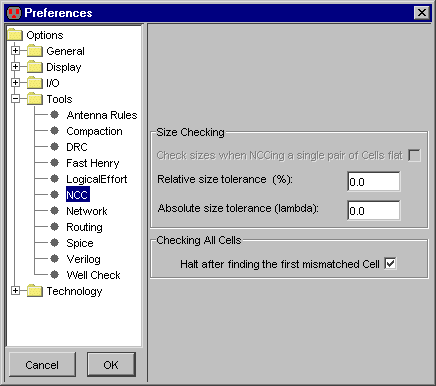 Preferences
Options
General
Display
I/O
Tools
Antenna Rules
Compaction
DRC
Fast Henry
LogicalEffort
NCC
Network
Routing
Spice
Verilog
Well Check
Technology
Cancel
OK
Size Checking
Check sizes when NCCing a single pair of Cells flat
Relative size tolerance (%): 0.0
Absolute size tolerance (lambda): 0.0
Checking All Cells
Halt after finding the first mismatched Cell